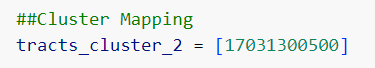 ##Cluster Mapping
tracts_cluster_2 = [17031300500]